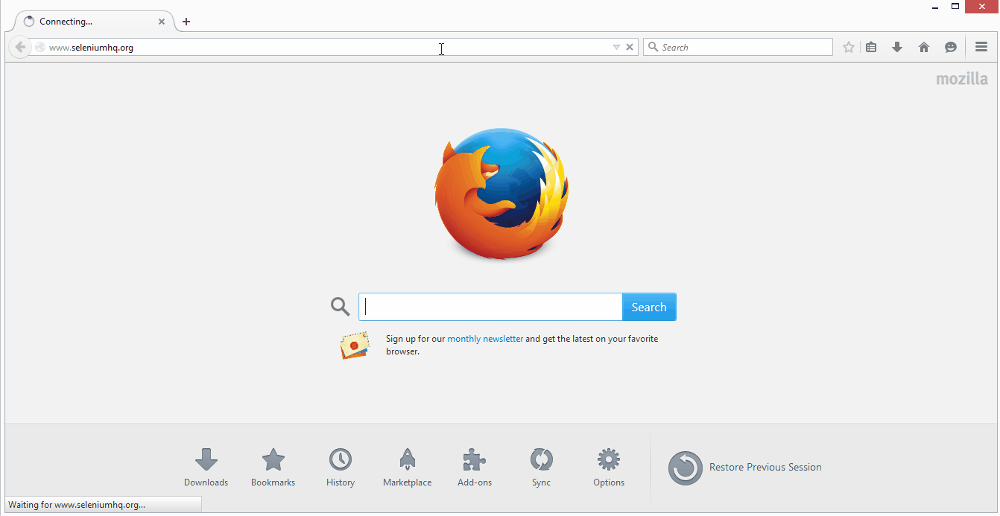 Connecting...
www.seleniumhq.org
Search
mozilla
Search
Sign up for our monthly newsletter and get the latest on your favorite
browser.
Downloads
Bookmarks
History
Marketplace
Add-ons
Sync
Options
Restore Previous Session
Waiting for www.seleniumhq.org...